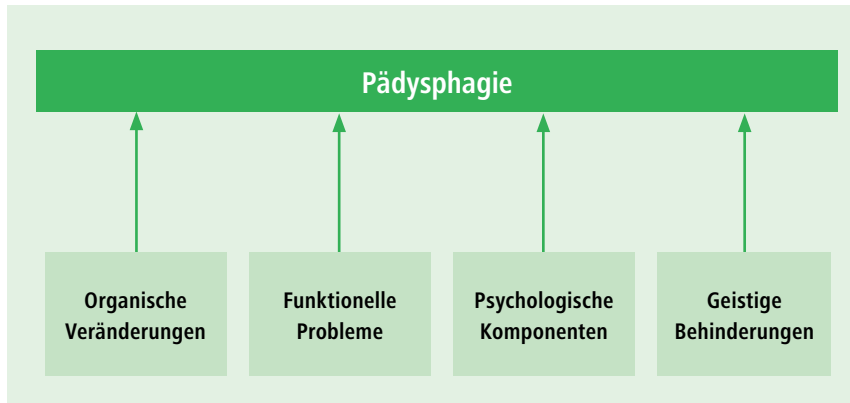 Pädysphagie
Organische
Veränderungen
Funktionelle
Probleme
Psychologische
Komponenten
Geistige
Behinderungen